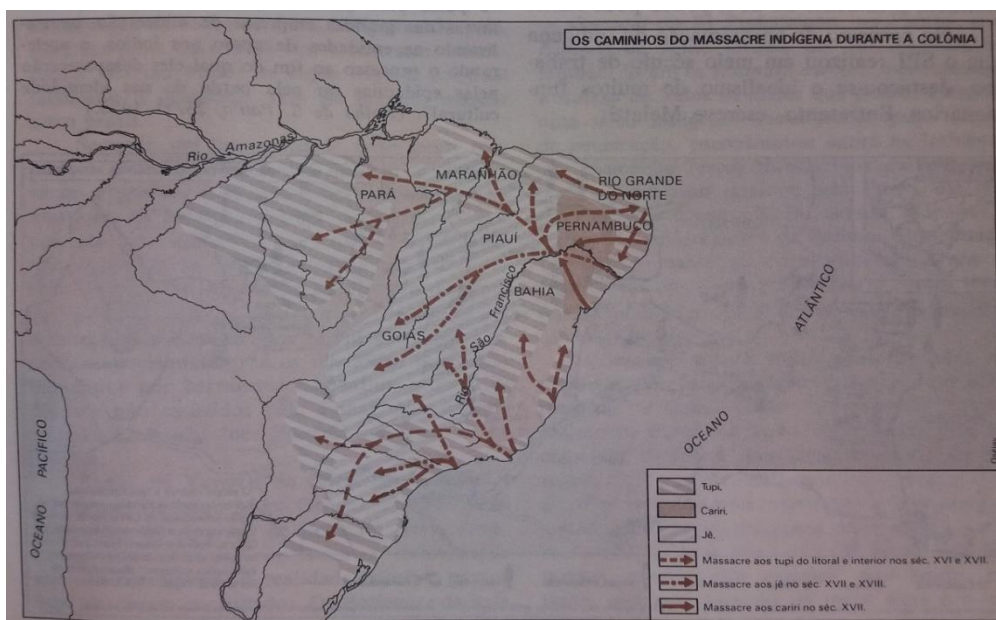 OS CAMINHOS DO MASSACRE INDÍGENA DURANTE A COLÔNIA
Rio Amazonas
PARÁ
MARANHÃO
RIO GRANDE
DO NORTE
PIAUÍ
PERNAMBUCO
BAHIA
GOIÁS
Rio São Francisco
ATLÂNTICO
OCEANO
OCEANO PACÍFICO
Tupi.
Cariri.
Jê.
Massacre aos tupi do litoral e interior nos séc. XVI e XVII.
Massacre aos jê no séc. XVII e XVIII.
Massacre aos cariri no séc. XVII.